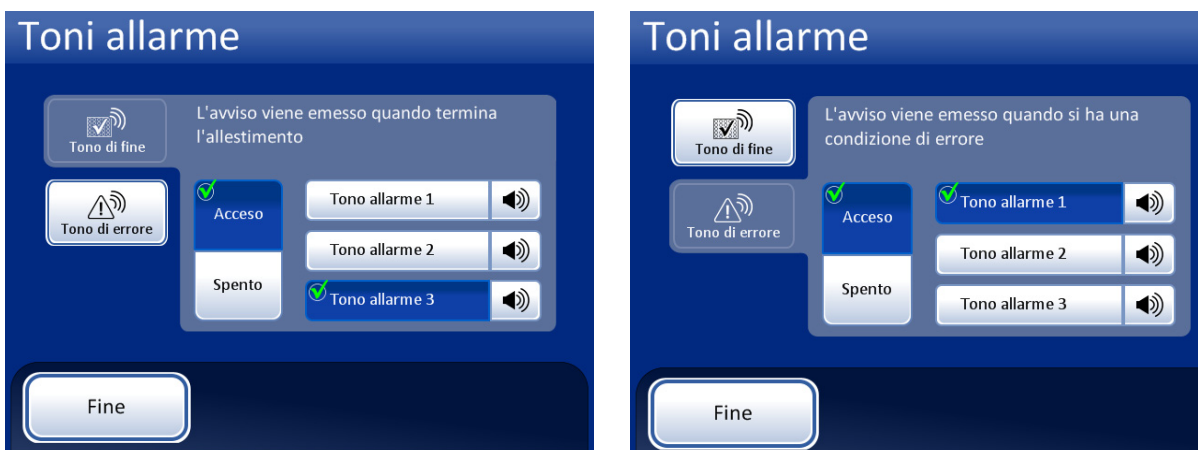 Toni allarme
Tono di fine
L'avviso viene emesso quando termina
l'allestimento
Tono di errore
Acceso
Spento
Tono allarme 1
Tono allarme 2
Tono allarme 3
Fine
Toni allarme
Tono di fine
L'avviso viene emesso quando si ha una
condizione di errore
Tono di errore
Acceso
Spento
Tono allarme 1
Tono allarme 2
Tono allarme 3
Fine